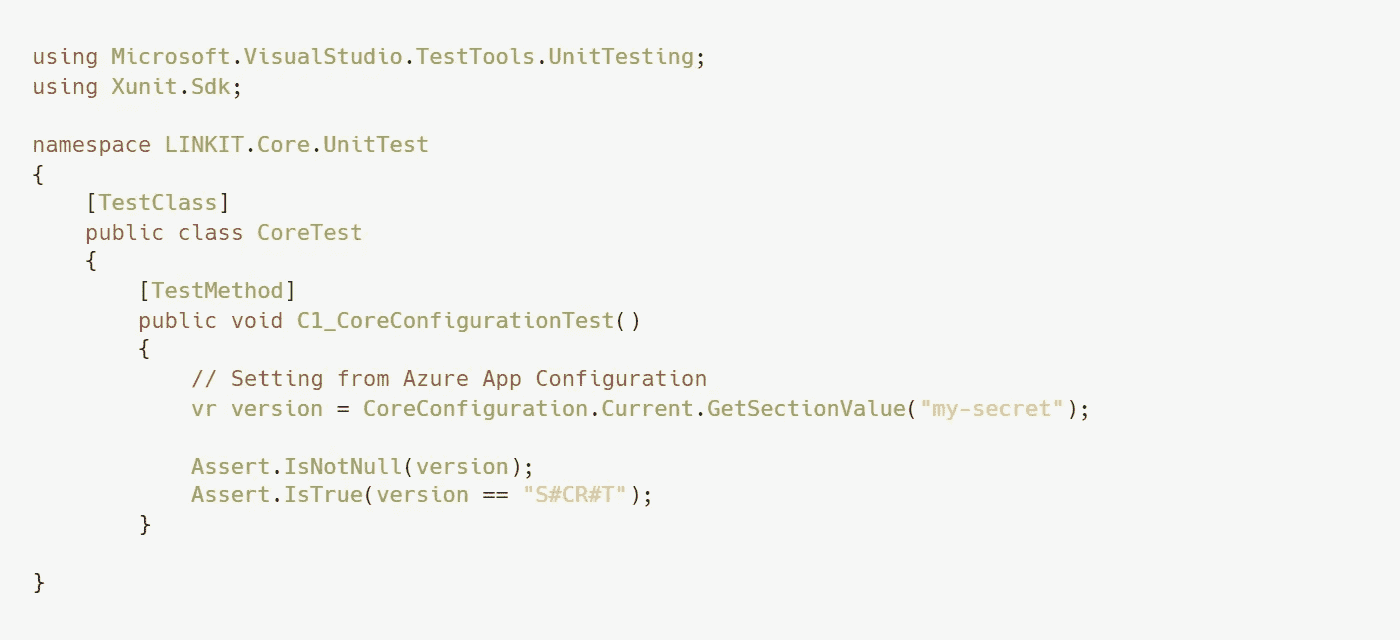 using Microsoft.VisualStudio.TestTools.UnitTesting;
using Xunit.Sdk;

namespace LINKIT.Core.UnitTest
{
    [TestClass]
    public class CoreTest
    {
        [TestMethod]
        public void C1_CoreConfigurationTest()
        {
            // Setting from Azure App Configuration
            vr version = CoreConfiguration.Current.GetSectionValue("my-secret");

            Assert.IsNotNull(version);
            Assert.IsTrue(version == "S#CR#T");
        }

}